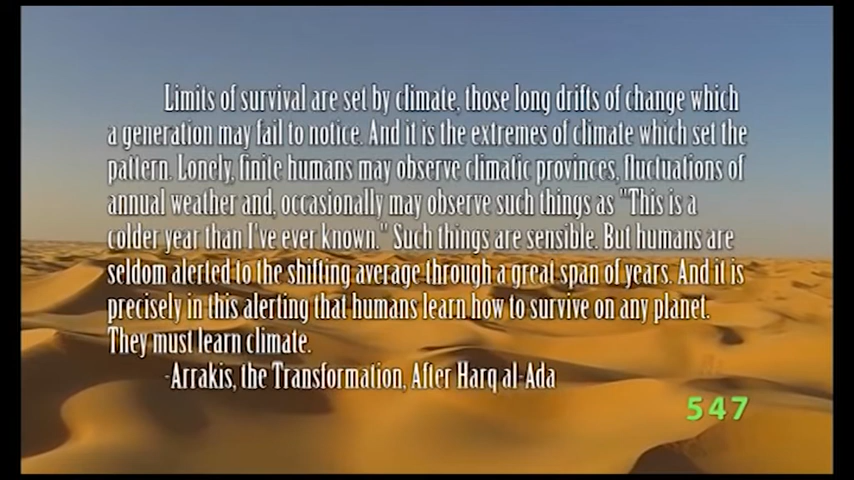 Limits of survival are set by climate, those long drifts of change which
a generation may fail to notice. And it is the extremes of climate which set the
pattern. Lonely, finite humans may observe climatic provinces, fluctuations of
annual weather and, occasionally may observe such things as "This is a
colder year than I've ever known." Such things are sensible. But humans are
seldom alerted to the shifting average through a great span of years. And it is
precisely in this alerting that humans learn how to survive on any planet.
They must learn climate.
-Arrakis, the Transformation, After Harq al-Ada
547